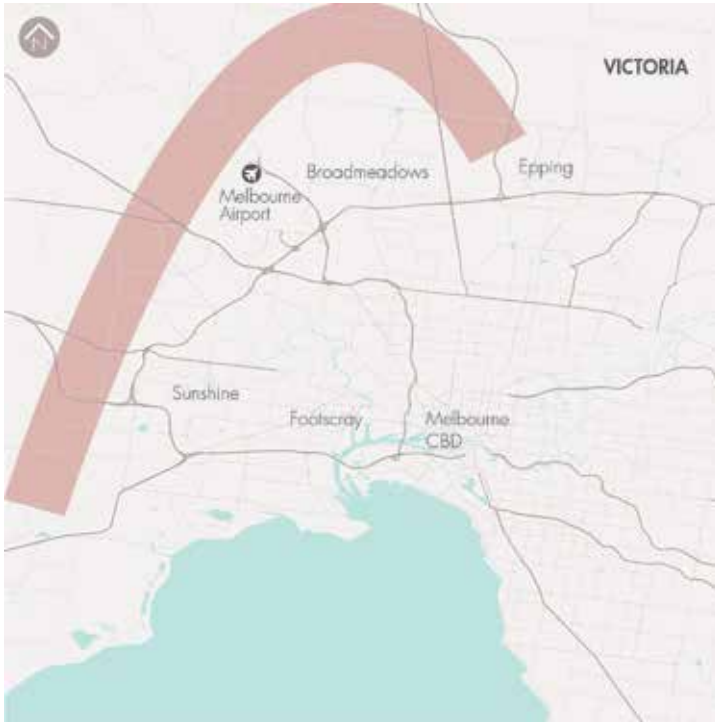 N
VICTORIA
Broadmeadows
Epping
Melbourne
Airport
Sunshine
Footscray
Melbourne
CBD